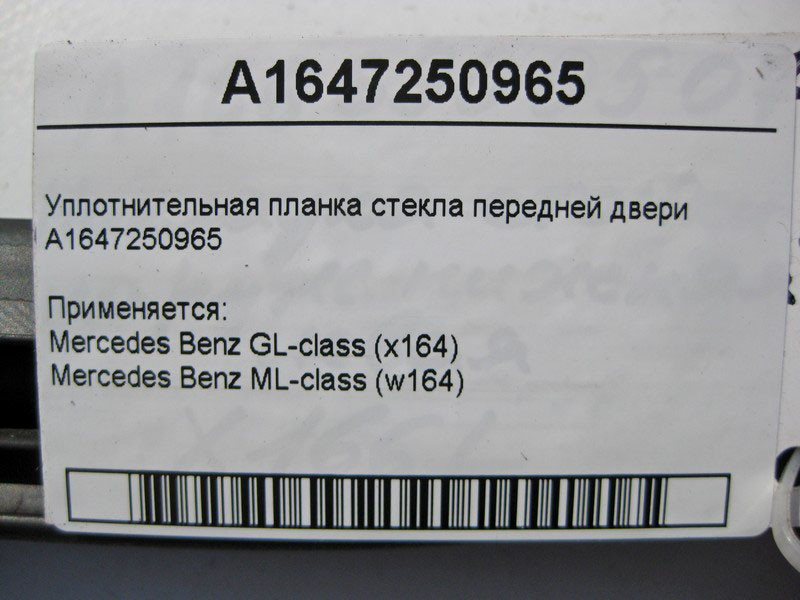 A1647250965
Уплотнительная планка стекла передней двери
A1647250965
Применяется:
Mercedes Benz GL-class (x164)
Mercedes Benz ML-class (w164)